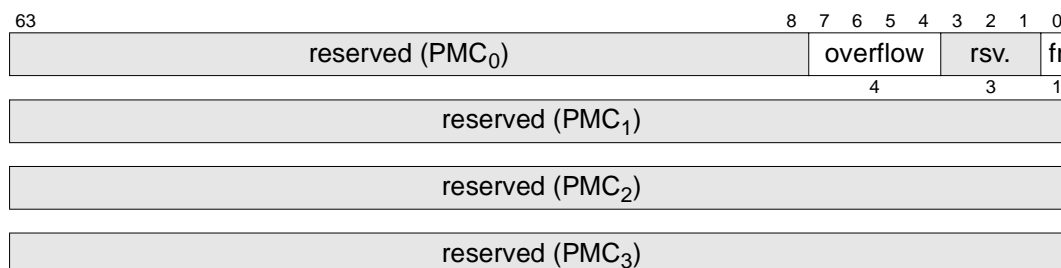 63 8 7 6 5 4 3 2 1 0
reserved (PMC0) overflow rsv. fr
4 3 1
reserved (PMC1)
reserved (PMC2)
reserved (PMC3)